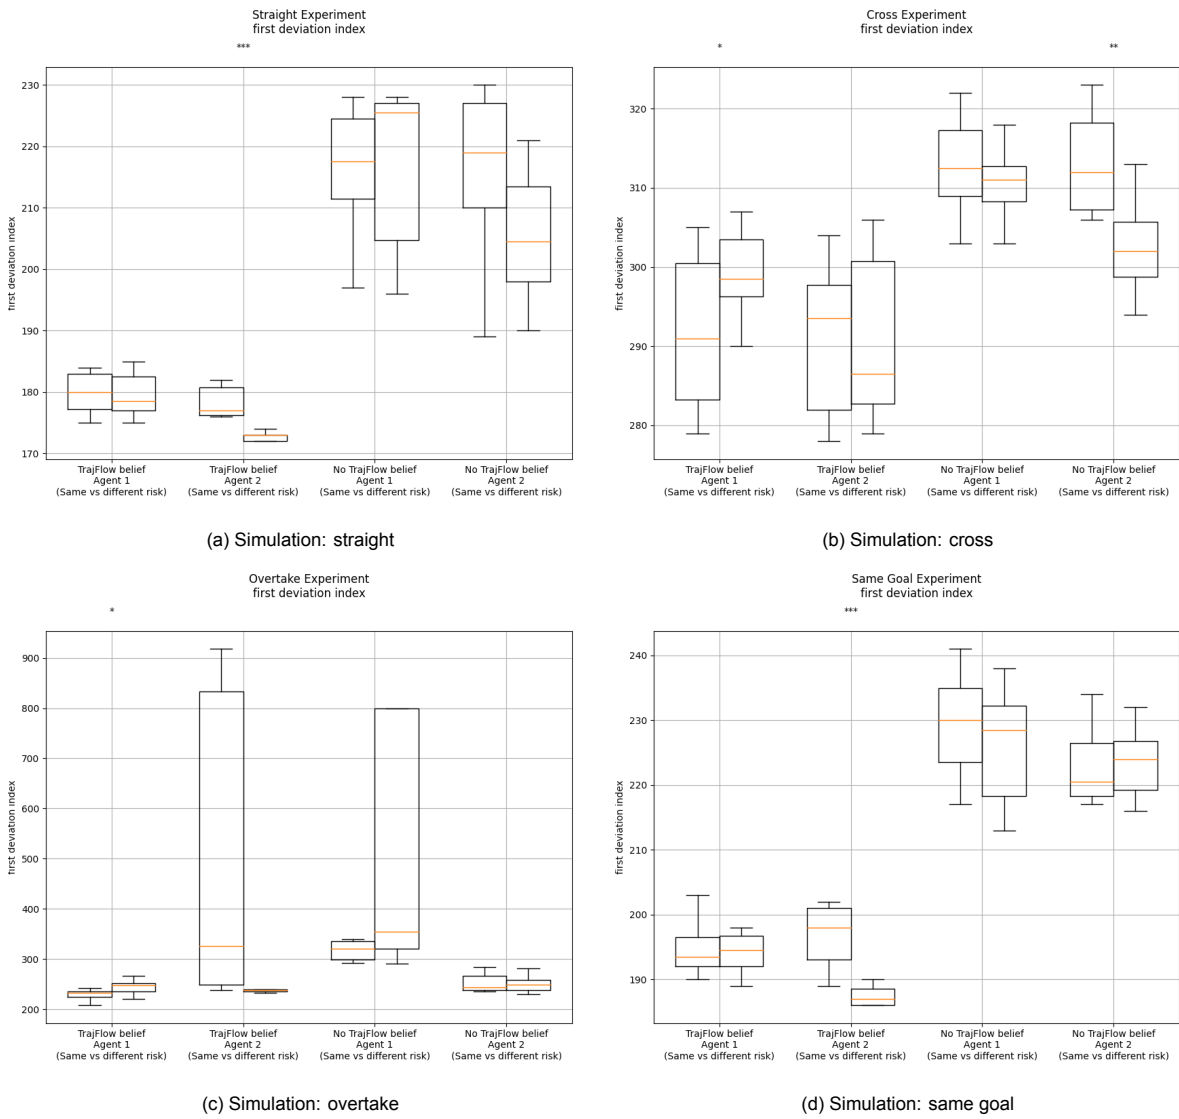 Straight Experiment
first deviation index
***
230
220
210
200
190
180
170
first deviation index
TrajFlow belief
Agent 1
(Same vs different risk)
TrajFlow belief
Agent 2
(Same vs different risk)
No TrajFlow belief
Agent 1
(Same vs different risk)
No TrajFlow belief
Agent 2
(Same vs different risk)
(a) Simulation: straight
Cross Experiment
first deviation index
*
**
320
310
300
290
280
first deviation index
TrajFlow belief
Agent 1
(Same vs different risk)
TrajFlow belief
Agent 2
(Same vs different risk)
No TrajFlow belief
Agent 1
(Same vs different risk)
No TrajFlow belief
Agent 2
(Same vs different risk)
(b) Simulation: cross
Overtake Experiment
first deviation index
*
900
800
700
600
500
400
300
200
first deviation index
TrajFlow belief
Agent 1
(Same vs different risk)
TrajFlow belief
Agent 2
(Same vs different risk)
No TrajFlow belief
Agent 1
(Same vs different risk)
No TrajFlow belief
Agent 2
(Same vs different risk)
(c) Simulation: overtake
Same Goal Experiment
first deviation index
***
240
230
220
210
200
190
first deviation index
TrajFlow belief
Agent 1
(Same vs different risk)
TrajFlow belief
Agent 2
(Same vs different risk)
No TrajFlow belief
Agent 1
(Same vs different risk)
No TrajFlow belief
Agent 2
(Same vs different risk)
(d) Simulation: same goal